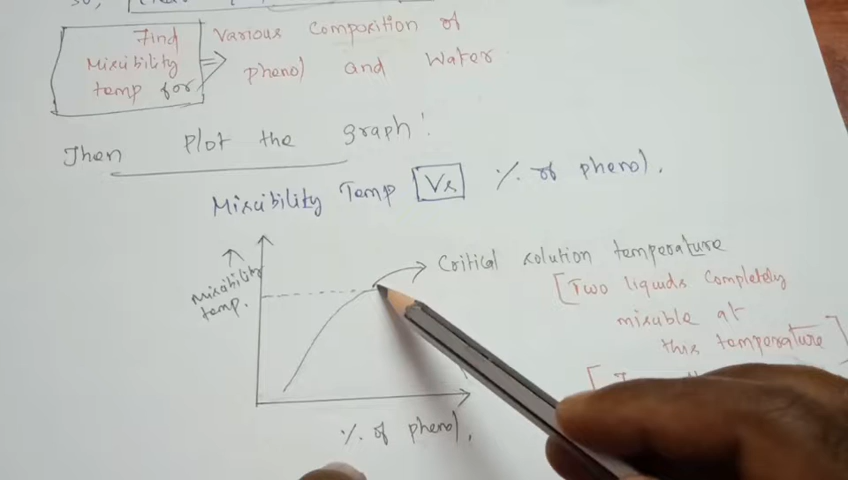 So,
Find Various Composition of
Miscibility
temp for ⇒ phenol and Water
Then Plot the graph!
Miscibility Temp Vs % of phenol.
Miscibility
temp.
Critical solution temperature
[Two liquids Completely
miscible at
this temperature]
[
% of phenol.